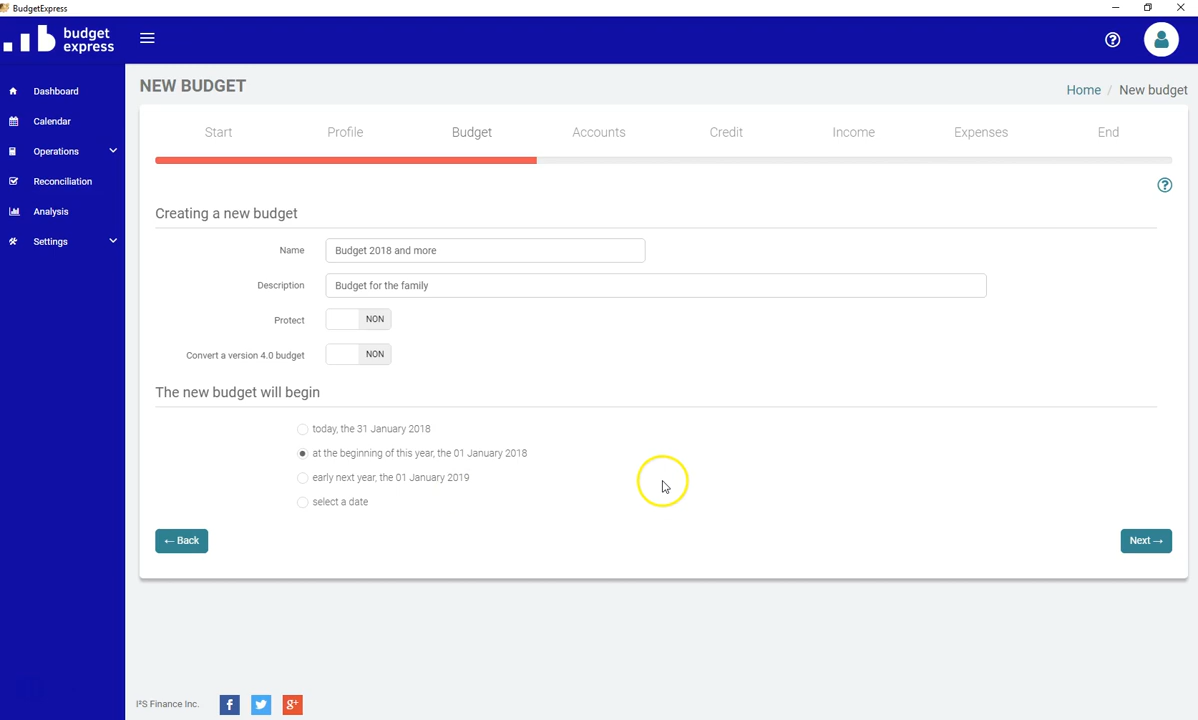 BudgetExpress
budget
express
Dashboard
Calendar
Operations
Reconciliation
Analysis
Settings
NEW BUDGET
Home / New budget
Start Profile Budget Accounts Credit Income Expenses End
Creating a new budget
Name Budget 2018 and more
Description Budget for the family
Protect NON
Convert a version 4.0 budget NON
The new budget will begin
today, the 31 January 2018
at the beginning of this year, the 01 January 2018
early next year, the 01 January 2019
select a date
← Back Next →
I²S Finance Inc.